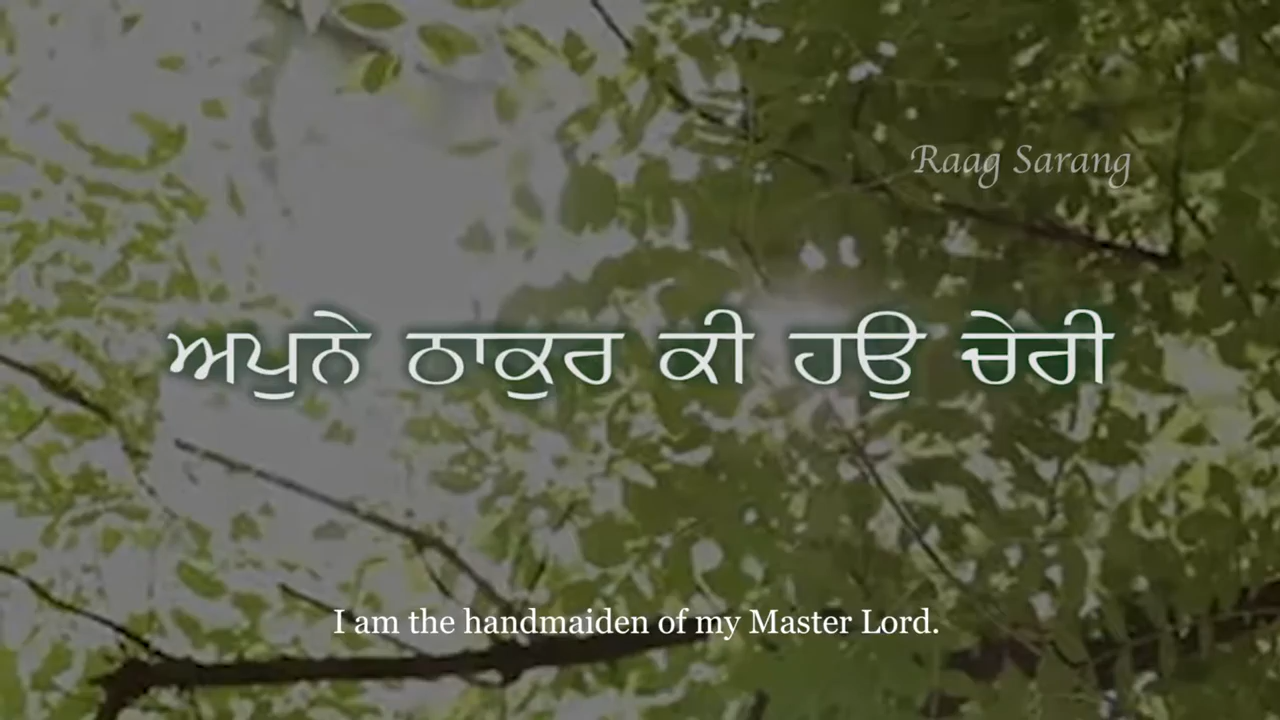 Raag Sarang
ਅਪੁਨੇ ਠਾਕੁਰ ਕੀ ਹਉ ਚੇਰੀ
I am the handmaiden of my Master Lord.